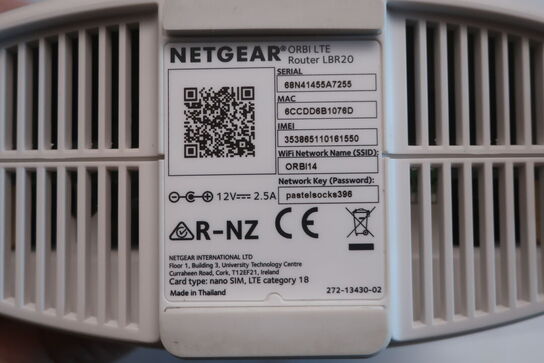 NETGEAR® ORBI LTE
Router LBR20
SERIAL
68N41455A7255
MAC
6CCDD6B1076D
IMEI
353865110161550
WiFi Network Name (SSID):
ORBI14
Network Key (Password):
pastelsocks396
12V⎓ 2.5A
R-NZ CE
NETGEAR INTERNATIONAL LTD
Floor 1, Building 3, University Technology Centre
Curraheen Road, Cork, T12EF21, Ireland
Card type: nano SIM, LTE category 18
Made in Thailand
272-13430-02